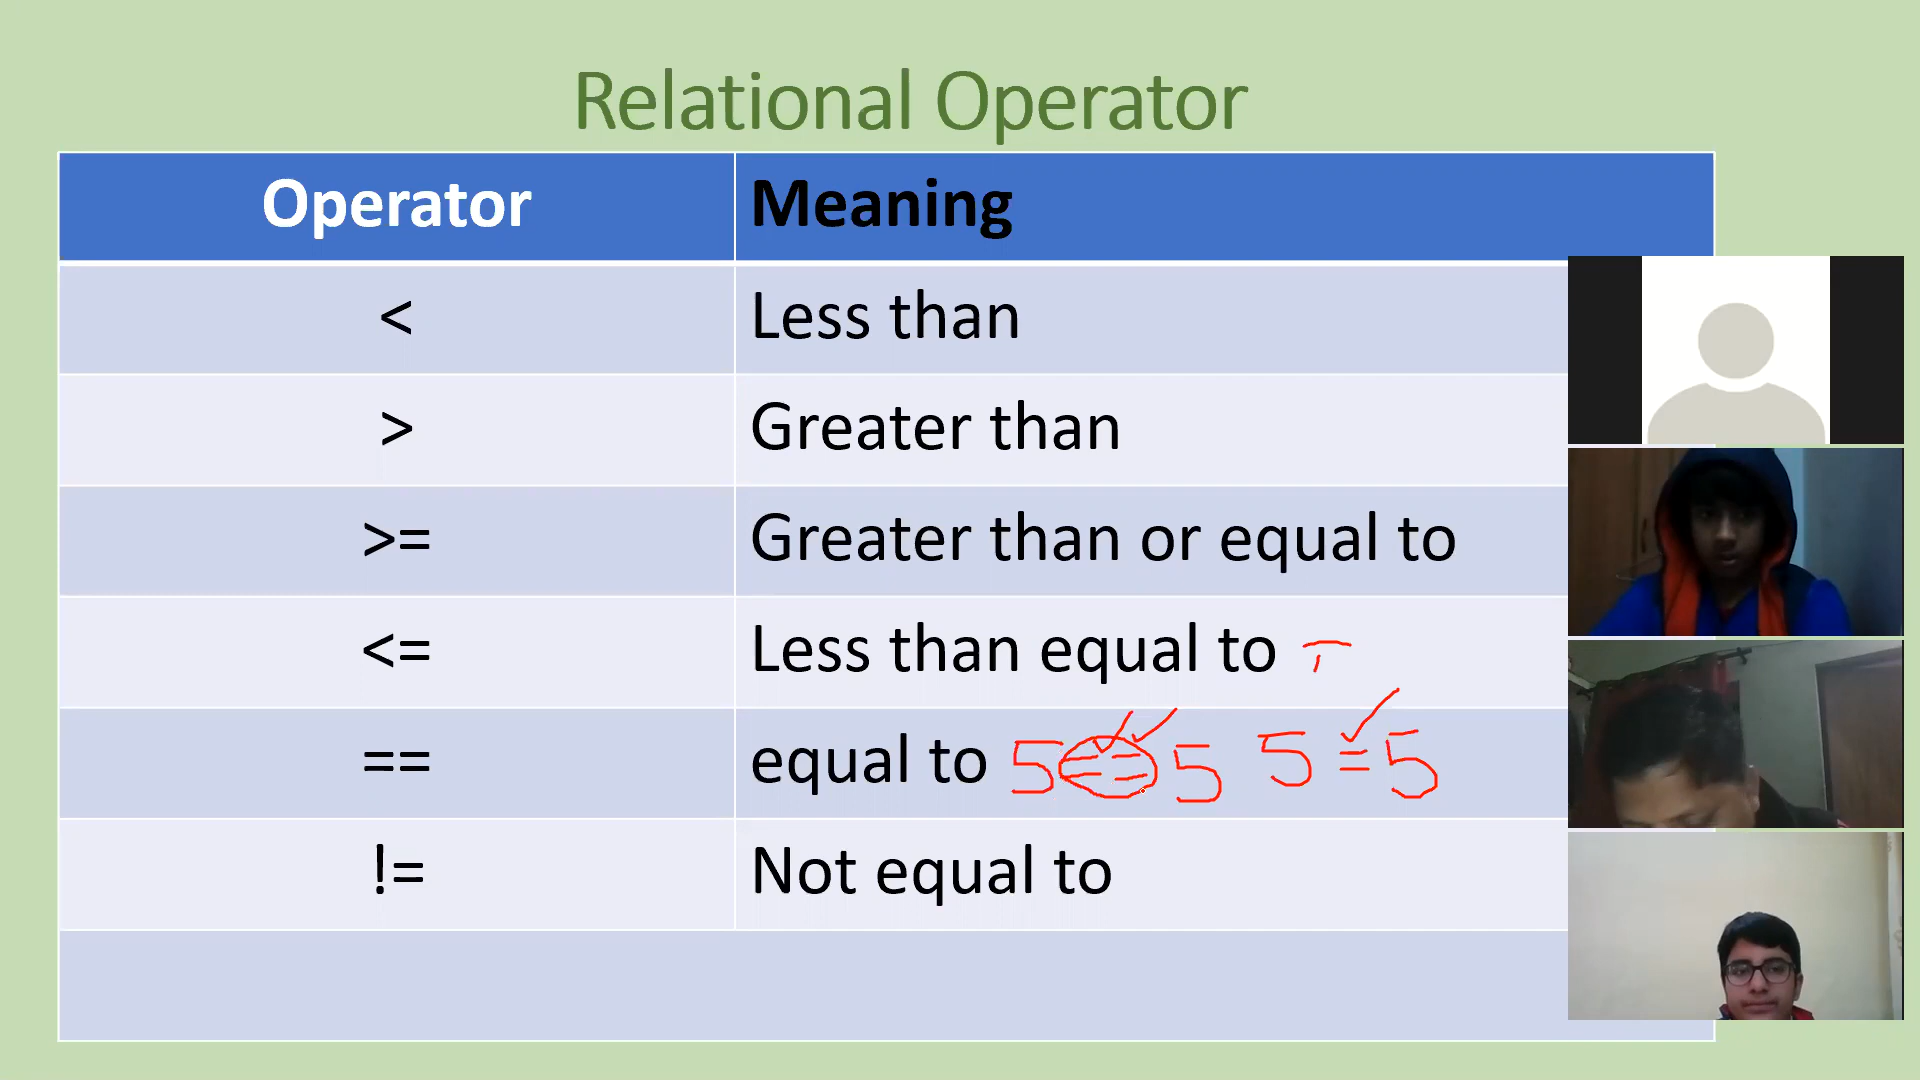 Relational Operator
Operator Meaning
< Less than
> Greater than
>= Greater than or equal to
<= Less than equal to
== equal to 5 == 5 5 = 5
!= Not equal to